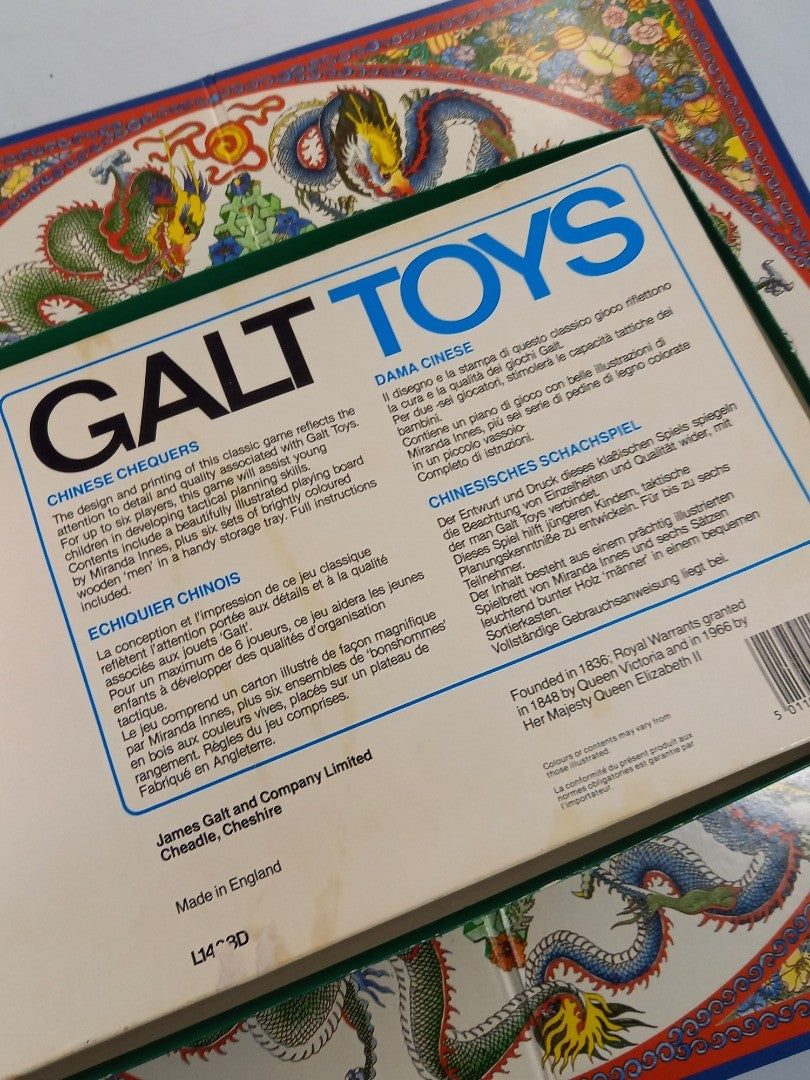 GALT TOYS
CHINESE CHEQUERS
The design and printing of this classic game reflects the
attention to detail and quality associated with Galt Toys.
For up to six players, this game will assist young
children in developing tactical planning skills.
Contents include a beautifully illustrated playing board
by Miranda Innes, plus six sets of brightly coloured
wooden 'men' in a handy storage tray. Full instructions
included.
ECHIQUIER CHINOIS
La conception et l'impression de ce jeu classique
reflètent l'attention portée aux détails et à la qualité
associés aux jouets 'Galt'.
Pour un maximum de 6 joueurs, ce jeu aidera les jeunes
enfants à développer des qualités d'organisation
tactique.
Le jeu comprend un carton illustré de façon magnifique
par Miranda Innes, plus six ensembles de 'bonshommes'
en bois aux couleurs vives, placés sur un plateau de
rangement. Règles du jeu comprises.
Fabriqué en Angleterre.
DAMA CINESE
Il disegno e la stampa di questo classico gioco riflettono
la cura e la qualità dei giochi Galt.
Per due -sei giocatori, stimolerà le capacità tattiche dei
bambini.
Contiene un piano di gioco con belle illustrazioni di
Miranda Innes, più sei serie di pedine di legno colorate
in un piccolo vassoio-
Completo di istruzioni.
CHINESISCHES SCHACHSPIEL
Der Entwurf und Druck dieses klaßischen Spiels spiegeln
die Beachtung von Einzelheiten und Qualität wider, mit
der man Galt Toys verbindet.
Dieses Spiel hilft jüngeren Kindern, taktische
Planungskenntniße zu entwickeln. Für bis zu sechs
Teilnehmer.
Der Inhalt besteht aus einem prächtig illustrierten
Spielbrett von Miranda Innes und sechs Sätzen
leuchtend bunter Holz 'männer' in einem bequemen
Sortierkasten.
Vollständige Gebrauchsanweisung liegt bei.
Founded in 1836; Royal Warrants granted
in 1848 by Queen Victoria and in 1966 by
Her Majesty Queen Elizabeth II
Colours or contents may vary from
those illustrated.
La conformité du présent produit aux
normes obligatoires est garantie par
l'importateur.
5 011
James Galt and Company Limited
Cheadle, Cheshire
Made in England